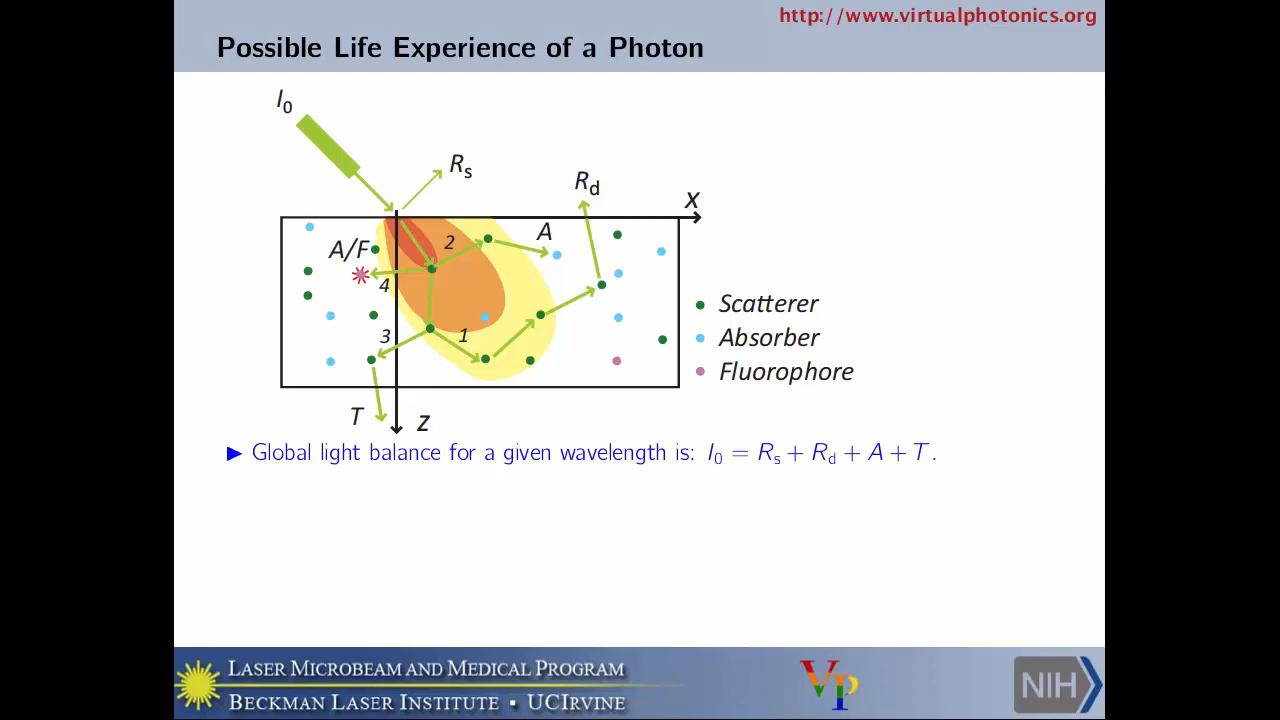 http://www.virtualphotonics.org
Possible Life Experience of a Photon
I0
Rs
Rd
x
A/F
2
A
4
3
1
T
z
Scatterer
Absorber
Fluorophore
Global light balance for a given wavelength is: I0 = Rs + Rd + A + T.
LASER MICROBEAM AND MEDICAL PROGRAM
BECKMAN LASER INSTITUTE ▪ UCIRVINE
VP
NIH